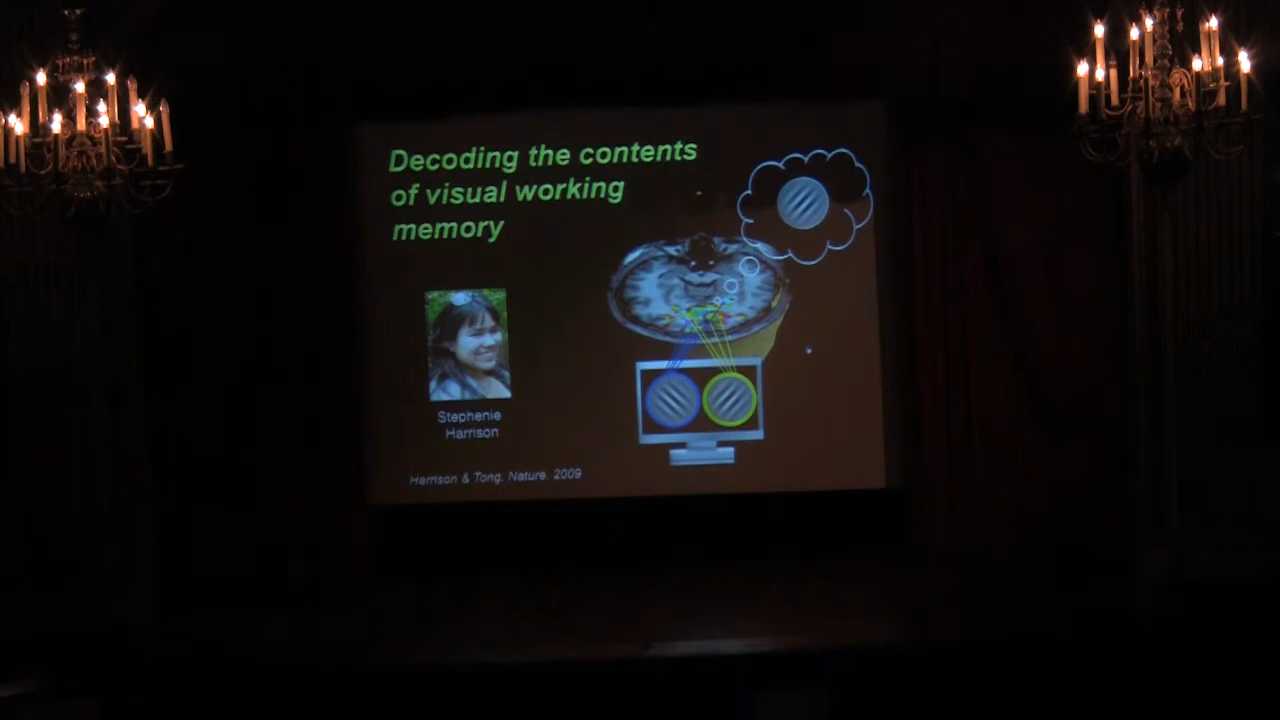 Decoding the contents
of visual working
memory
Stephenie
Harrison
Harrison & Tong, Nature, 2009